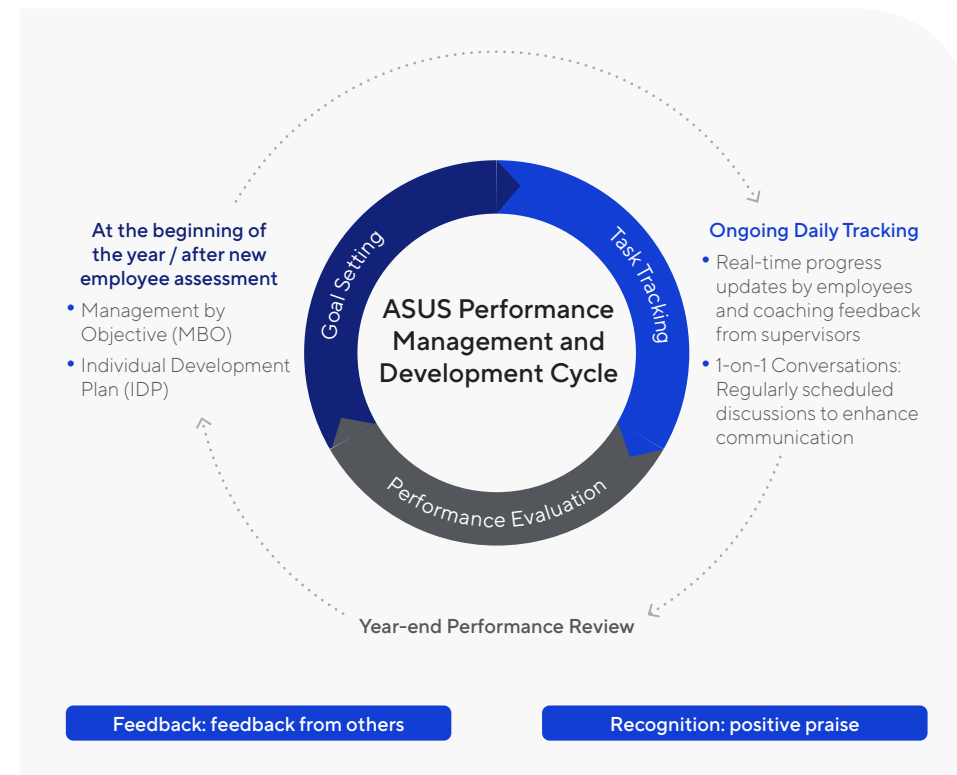 At the beginning of
the year / after new
employee assessment
• Management by
Objective (MBO)
• Individual Development
Plan (IDP)
Goal Setting
ASUS Performance
Management and
Development Cycle
Task Tracking
Performance Evaluation
Ongoing Daily Tracking
• Real-time progress
updates by employees
and coaching feedback
from supervisors
• 1-on-1 Conversations:
Regularly scheduled
discussions to enhance
communication
Year-end Performance Review
Feedback: feedback from others
Recognition: positive praise